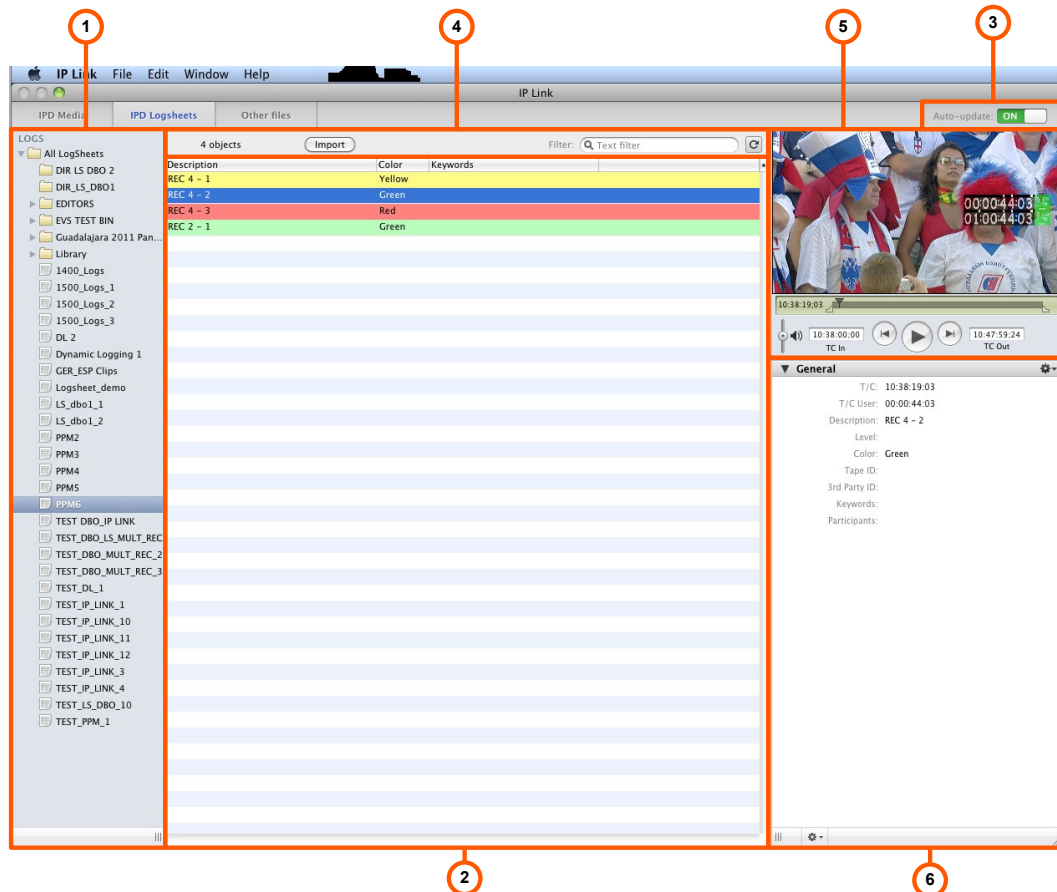 1
5
3
IP Link File Edit Window Help
IP Link
IPD Media IPD Logsheets Other files
Auto-update: ON
LOGS
All LogSheets
DIR LS DBO 2
DIR_LS_DBO1
EDITORS
EVS TEST BIN
Guadalajara 2011 Pan...
Library
1400_Logs
1500_Logs_1
1500_Logs_2
1500_Logs_3
DL 2
Dynamic Logging 1
GER_ESP Clips
Logsheet_demo
LS_dbo1_1
LS_dbo1_2
PPM2
PPM3
PPM4
PPM5
PPM6
TEST DBO_IP LINK
TEST_DBO_LS_MULT_REC
TEST_DBO_MULT_REC_2
TEST_DBO_MULT_REC_3
TEST_DL_1
TEST_IP_LINK_1
TEST_IP_LINK_10
TEST_IP_LINK_11
TEST_IP_LINK_12
TEST_IP_LINK_3
TEST_IP_LINK_4
TEST_LS_DBO_10
TEST_PPM_1
4 objects Import Filter: Text filter
Description Color Keywords
REC 4 - 1 Yellow
REC 4 - 2 Green
REC 4 - 3 Red
REC 2 - 1 Green
00:00:44:03
01:00:44:03
10:38:19:03
10:38:00:00 10:47:59:24
TC In TC Out
General
T/C: 10:38:19:03
T/C User: 00:00:44:03
Description: REC 4 - 2
Level:
Color: Green
Tape ID:
3rd Party ID:
Keywords:
Participants:
2
6